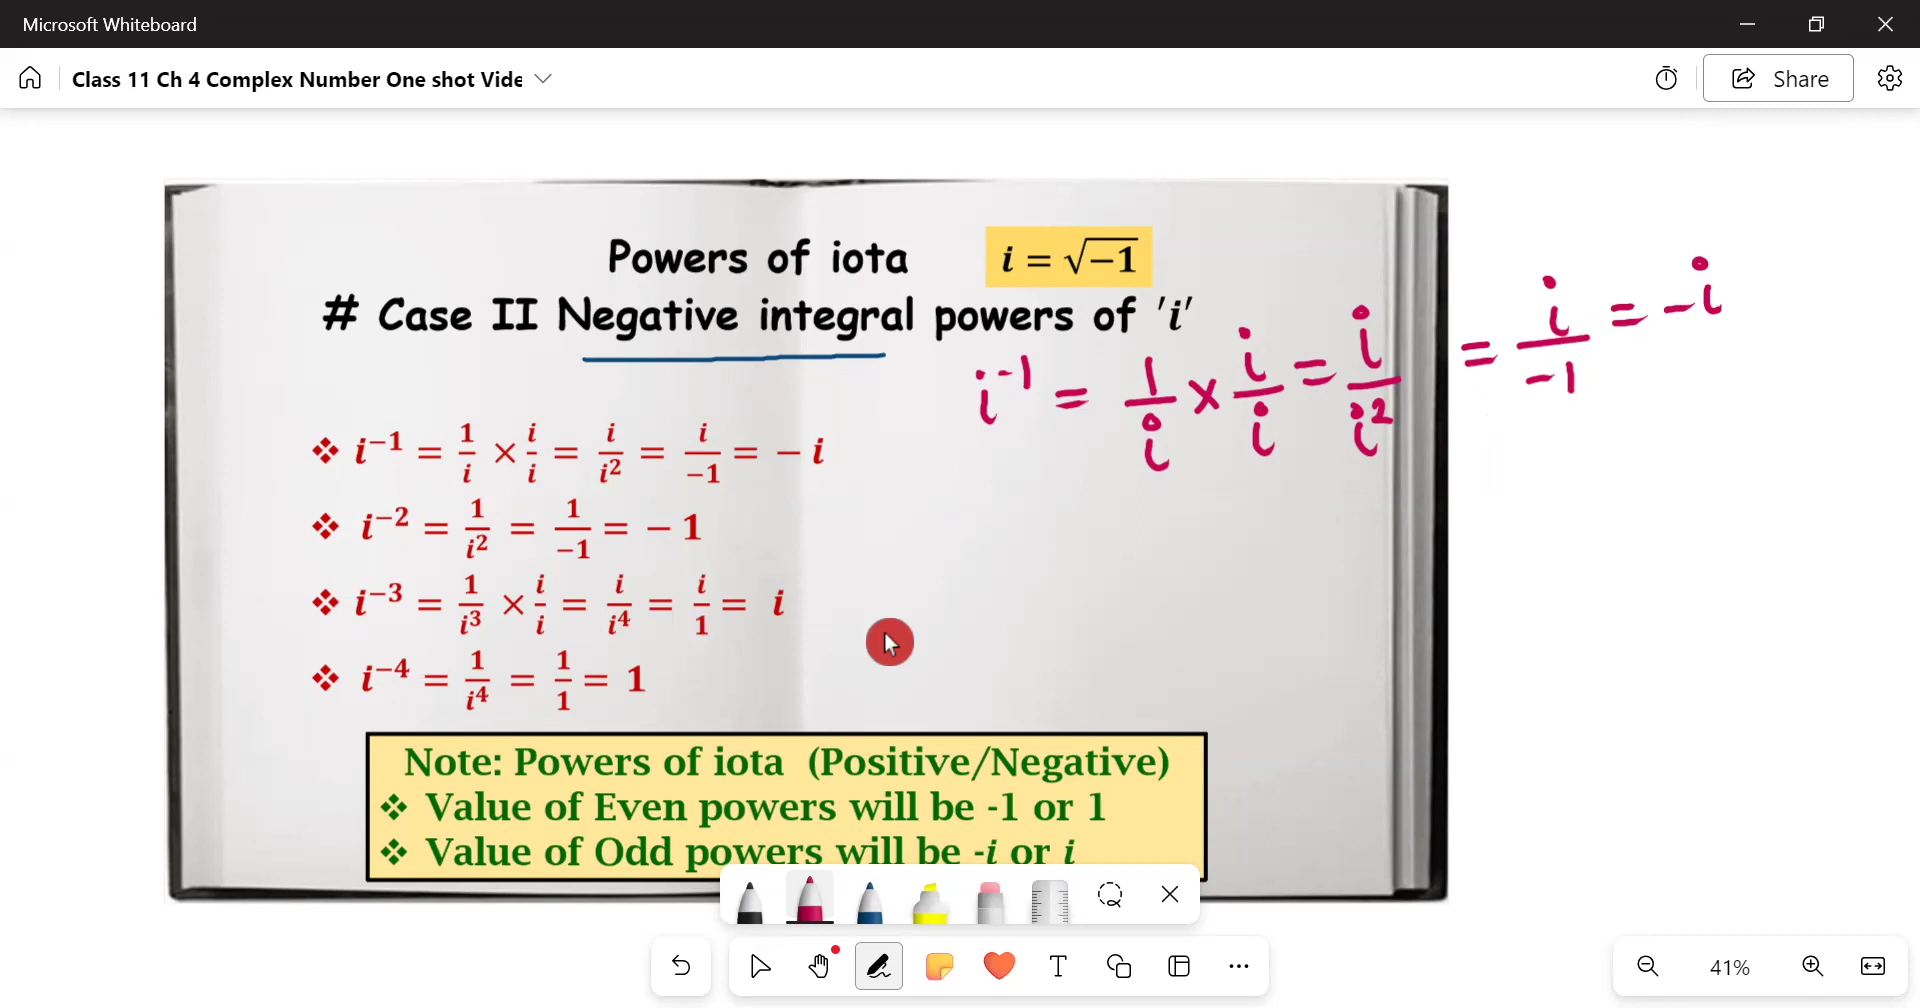 Microsoft Whiteboard
Class 11 Ch 4 Complex Number One shot Vide
Share
Powers of iota i = √−1
# Case II Negative integral powers of 'i'
i⁻¹ = 1/i × i/i = i/i² = i/-1 = -i
❖ i⁻¹ = 1/i × i/i = i/i² = i/−1 = − i
❖ i⁻² = 1/i² = 1/−1 = − 1
❖ i⁻³ = 1/i³ × i/i = i/i⁴ = i/1 = i
❖ i⁻⁴ = 1/i⁴ = 1/1 = 1
Note: Powers of iota (Positive/Negative)
❖ Value of Even powers will be -1 or 1
❖ Value of Odd powers will be -i or i
41%